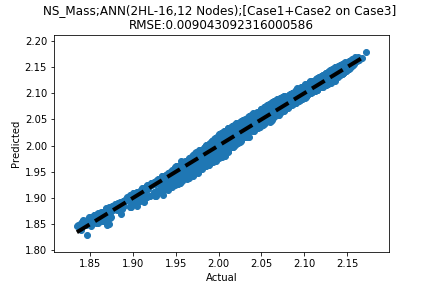 NS_Mass;ANN(2HL-16,12 Nodes);[Case1+Case2 on Case3]
RMSE:0.009043092316000586
2.20
2.15
2.10
2.05
2.00
1.95
1.90
1.85
1.80
Predicted
1.85 1.90 1.95 2.00 2.05 2.10 2.15
Actual